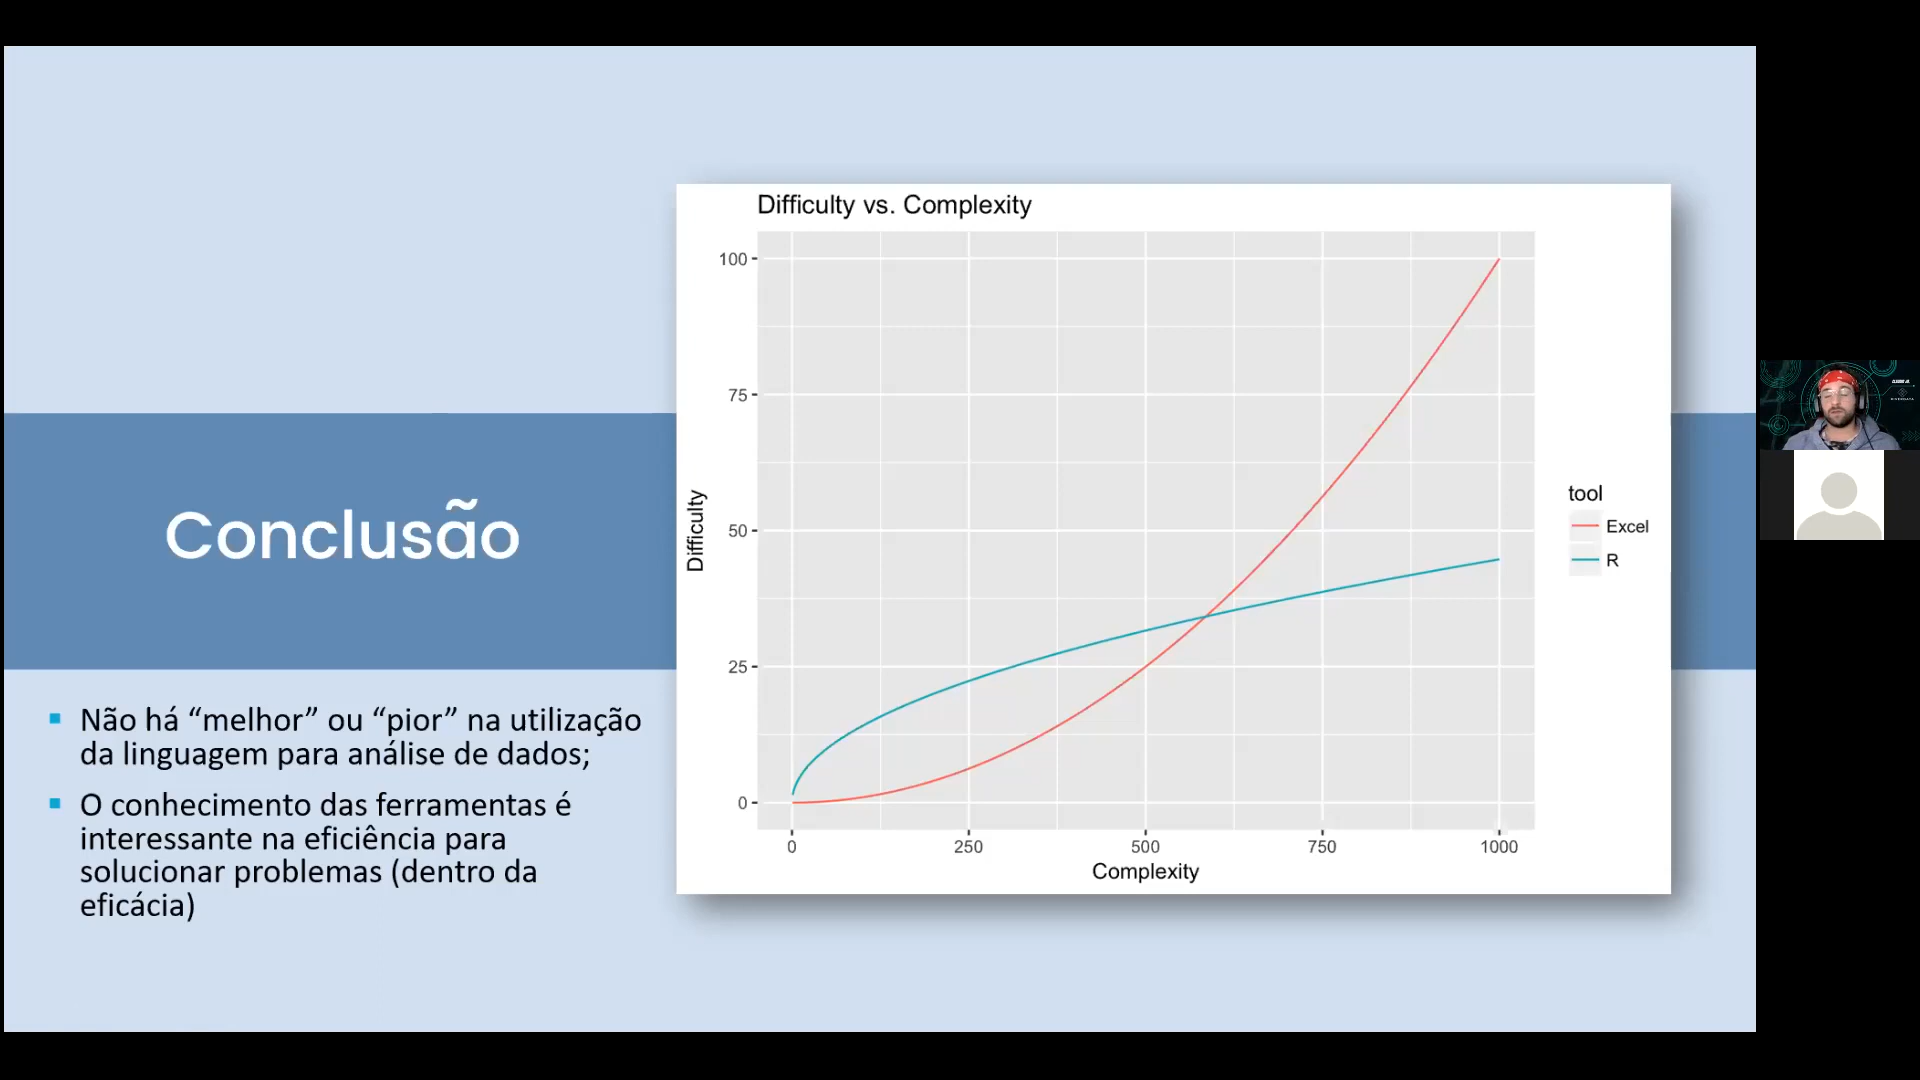 Conclusão
Não há “melhor” ou “pior” na utilização
da linguagem para análise de dados;
O conhecimento das ferramentas é
interessante na eficiência para
solucionar problemas (dentro da
eficácia)
Difficulty vs. Complexity
Difficulty
100
75
50
25
0
0 250 500 750 1000
Complexity
tool
Excel
R